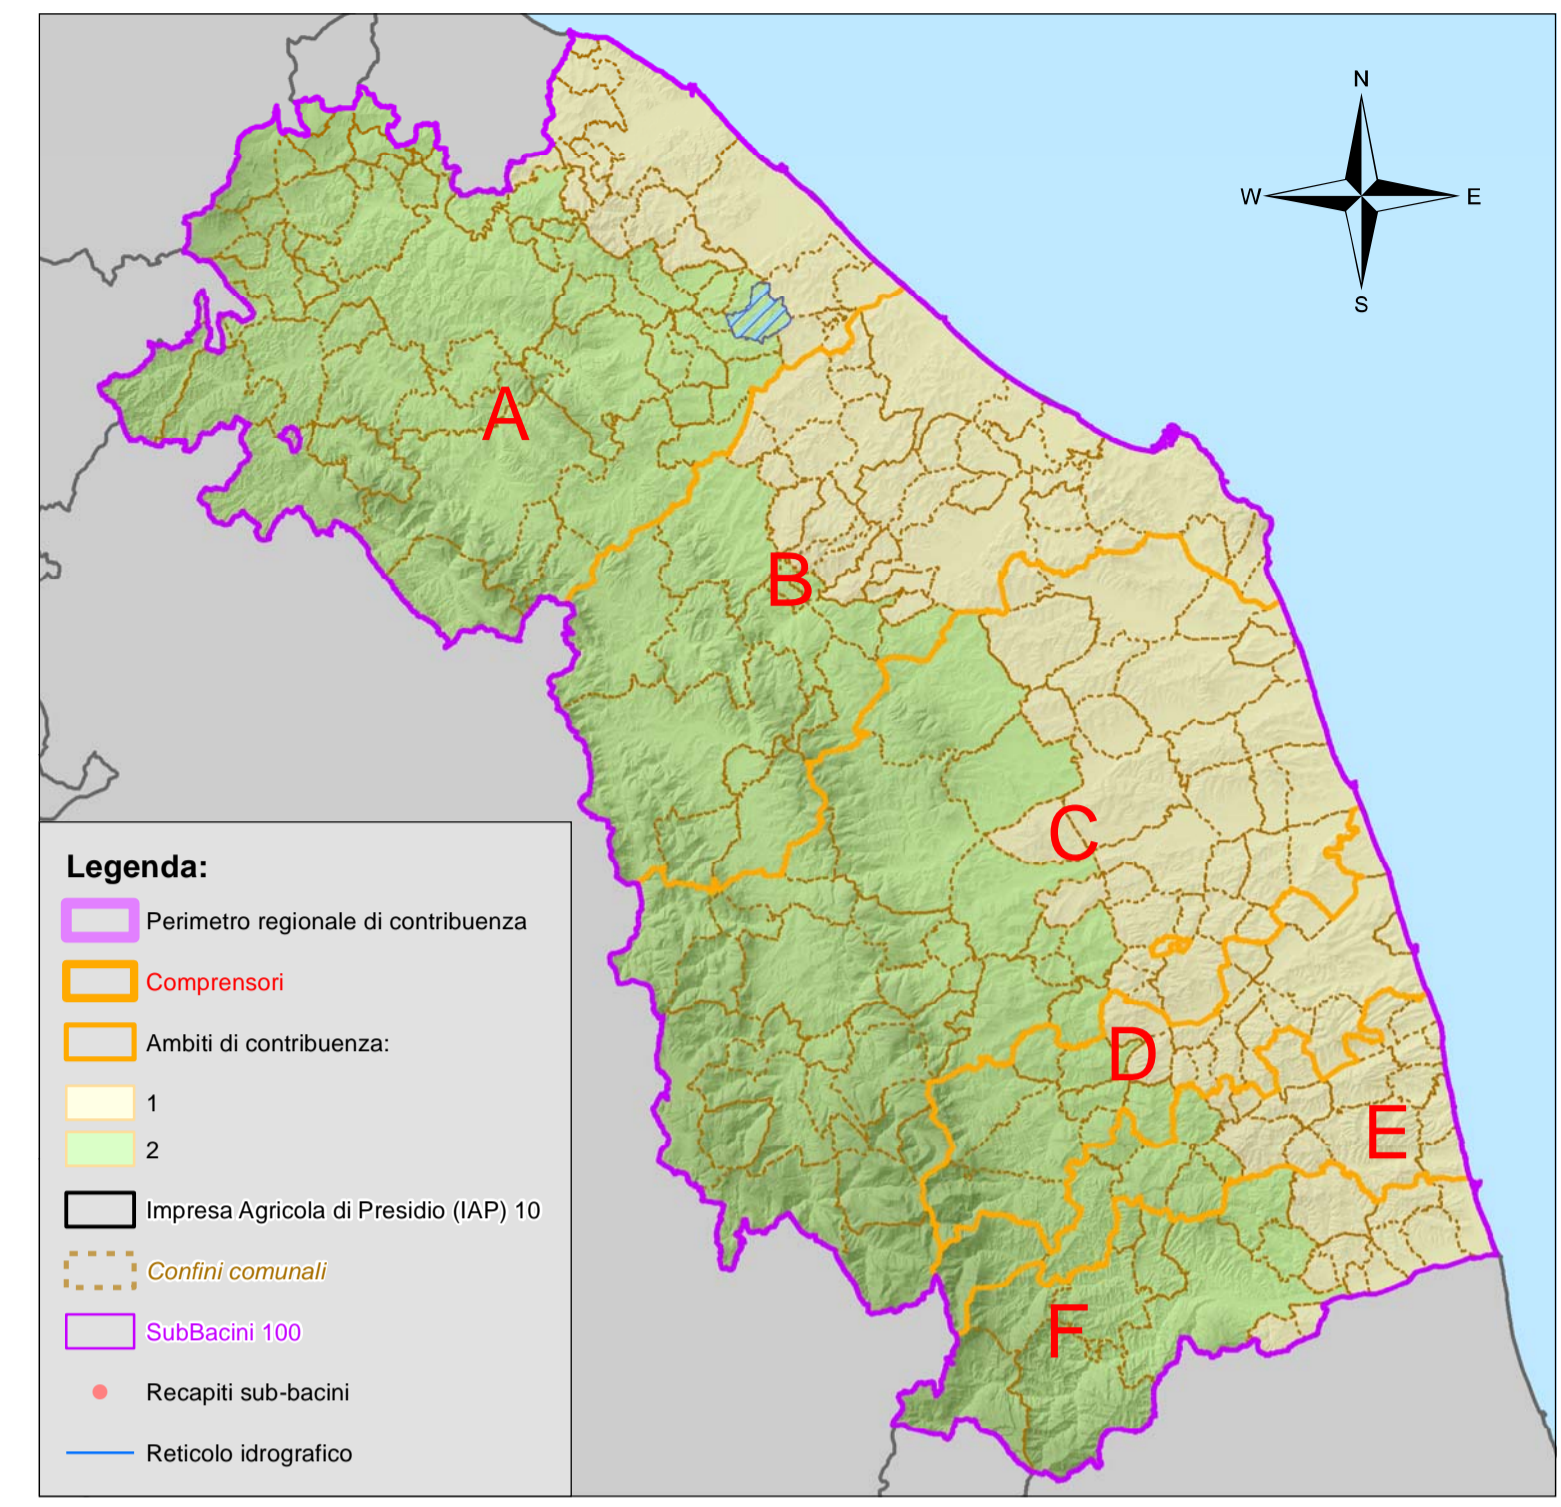 N
W
E
S
A
B
C
D
E
F
Legenda:
Perimetro regionale di contribuenza
Comprensori
Ambiti di contribuenza:
1
2
Impresa Agricola di Presidio (IAP) 10
Confini comunali
SubBacini 100
Recapiti sub-bacini
Reticolo idrografico